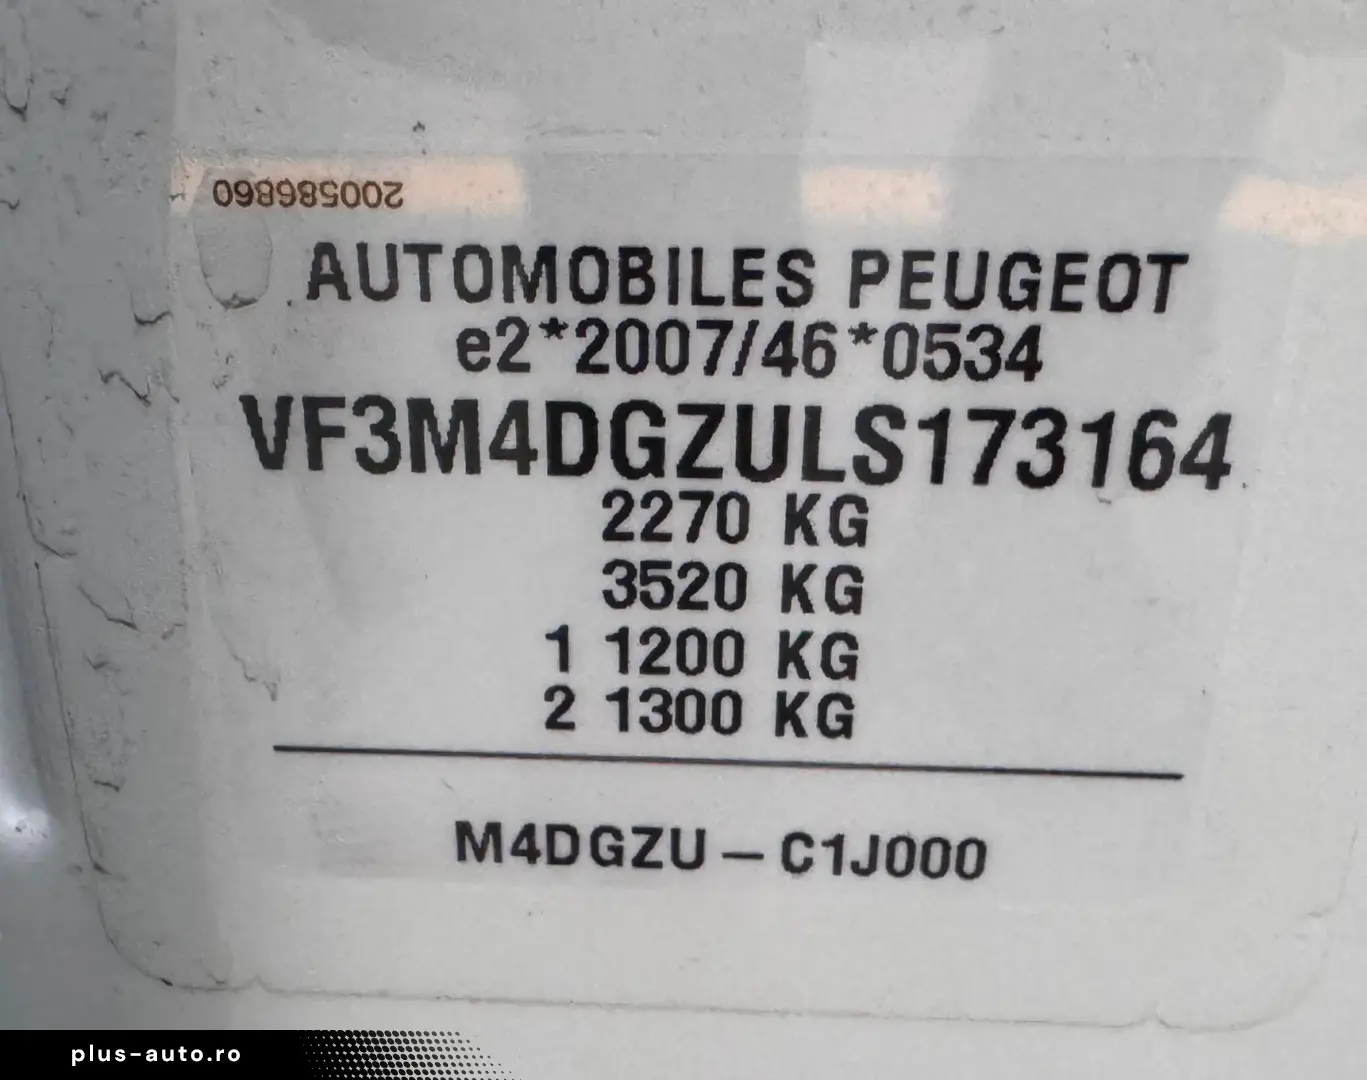 200586860
AUTOMOBILES PEUGEOT
e2*2007/46*0534
VF3M4DGZULS173164
2270 KG
3520 KG
1 1200 KG
2 1300 KG
M4DGZU – C1J000
plus-auto.ro